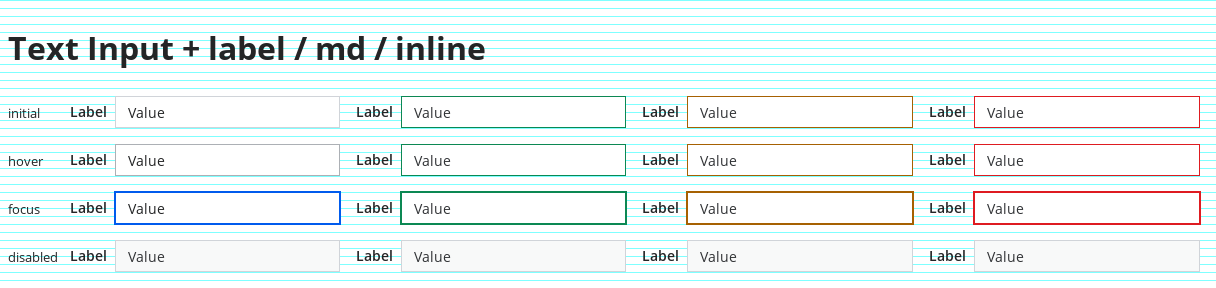 Text Input + label / md / inline
initial Label Value Label Value Label Value Label Value
hover Label Value Label Value Label Value Label Value
focus Label Value Label Value Label Value Label Value
disabled Label Value Label Value Label Value Label Value